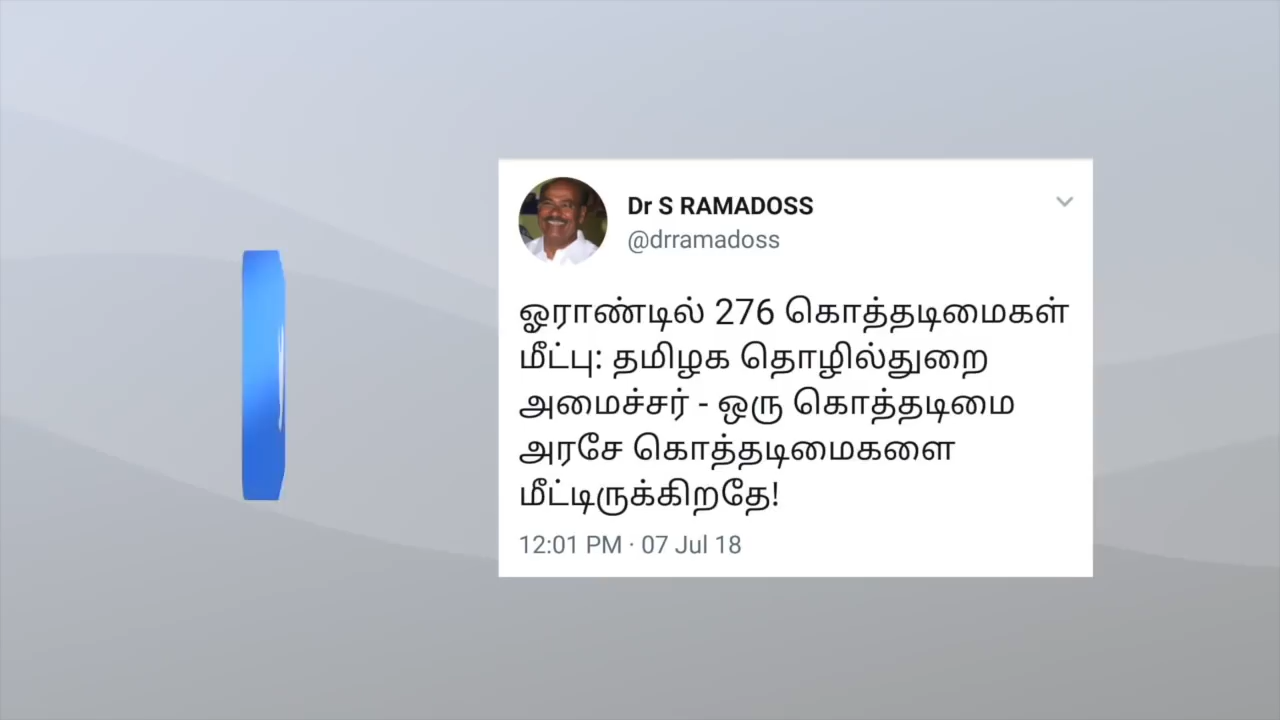 Dr S RAMADOSS
@drramadoss
ஓராண்டில் 276 கொத்தடிமைகள்
மீட்பு: தமிழக தொழில்துறை
அமைச்சர் - ஒரு கொத்தடிமை
அரசே கொத்தடிமைகளை
மீட்டிருக்கிறதே!
12:01 PM · 07 Jul 18